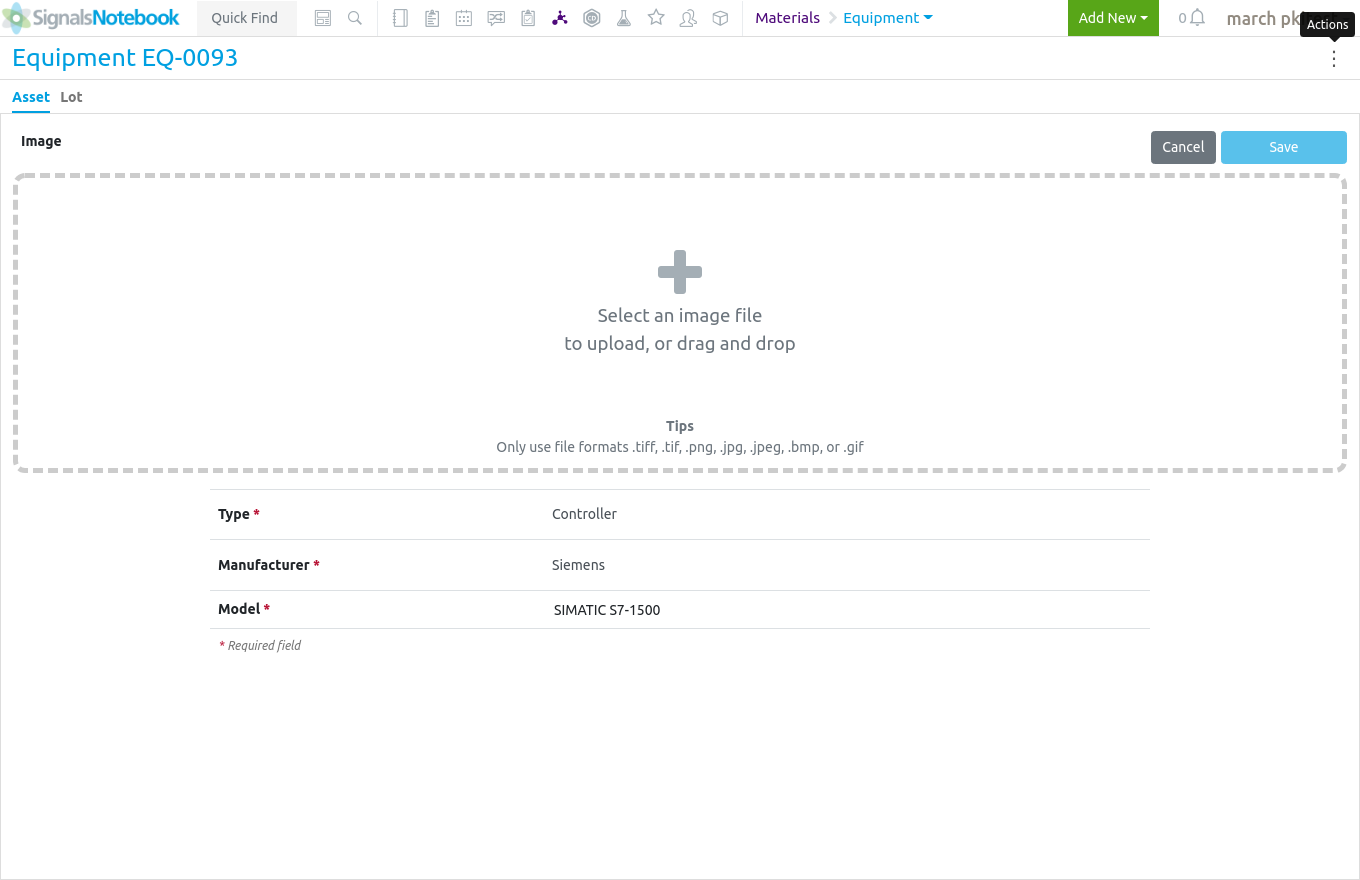 SignalsNotebook Quick Find Materials Equipment Add New 0 march pk
Actions
Equipment EQ-0093
Asset Lot
Image Cancel Save
Select an image file
to upload, or drag and drop
Tips
Only use file formats .tiff, .tif, .png, .jpg, .jpeg, .bmp, or .gif
Type * Controller
Manufacturer * Siemens
Model * SIMATIC S7-1500
* Required field